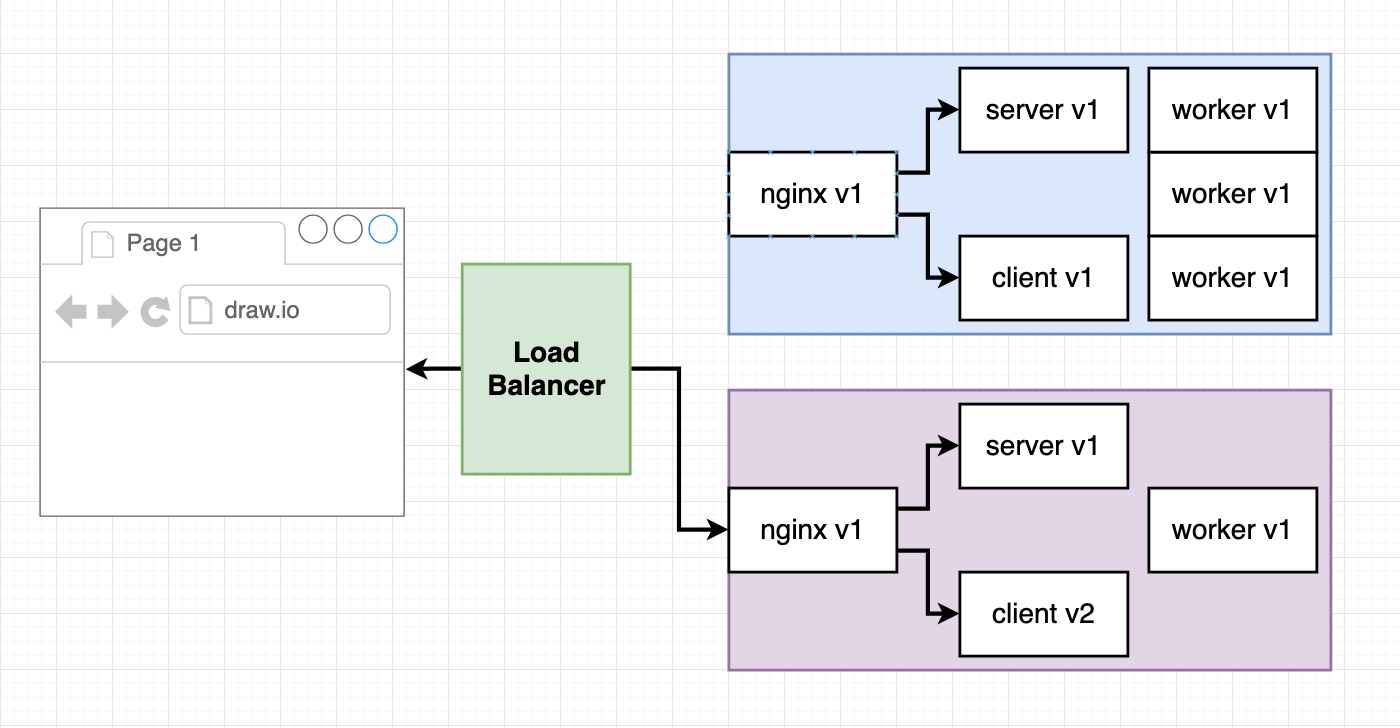 Page 1
draw.io
Load
Balancer
nginx v1
server v1
client v1
worker v1
worker v1
worker v1
nginx v1
server v1
client v2
worker v1